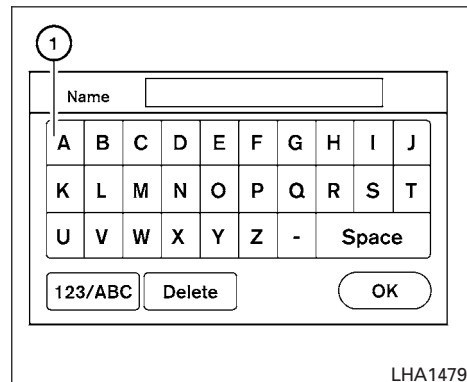 1
Name
A B C D E F G H I J
K L M N O P Q R S T
U V W X Y Z - Space
123/ABC Delete OK
LHA1479